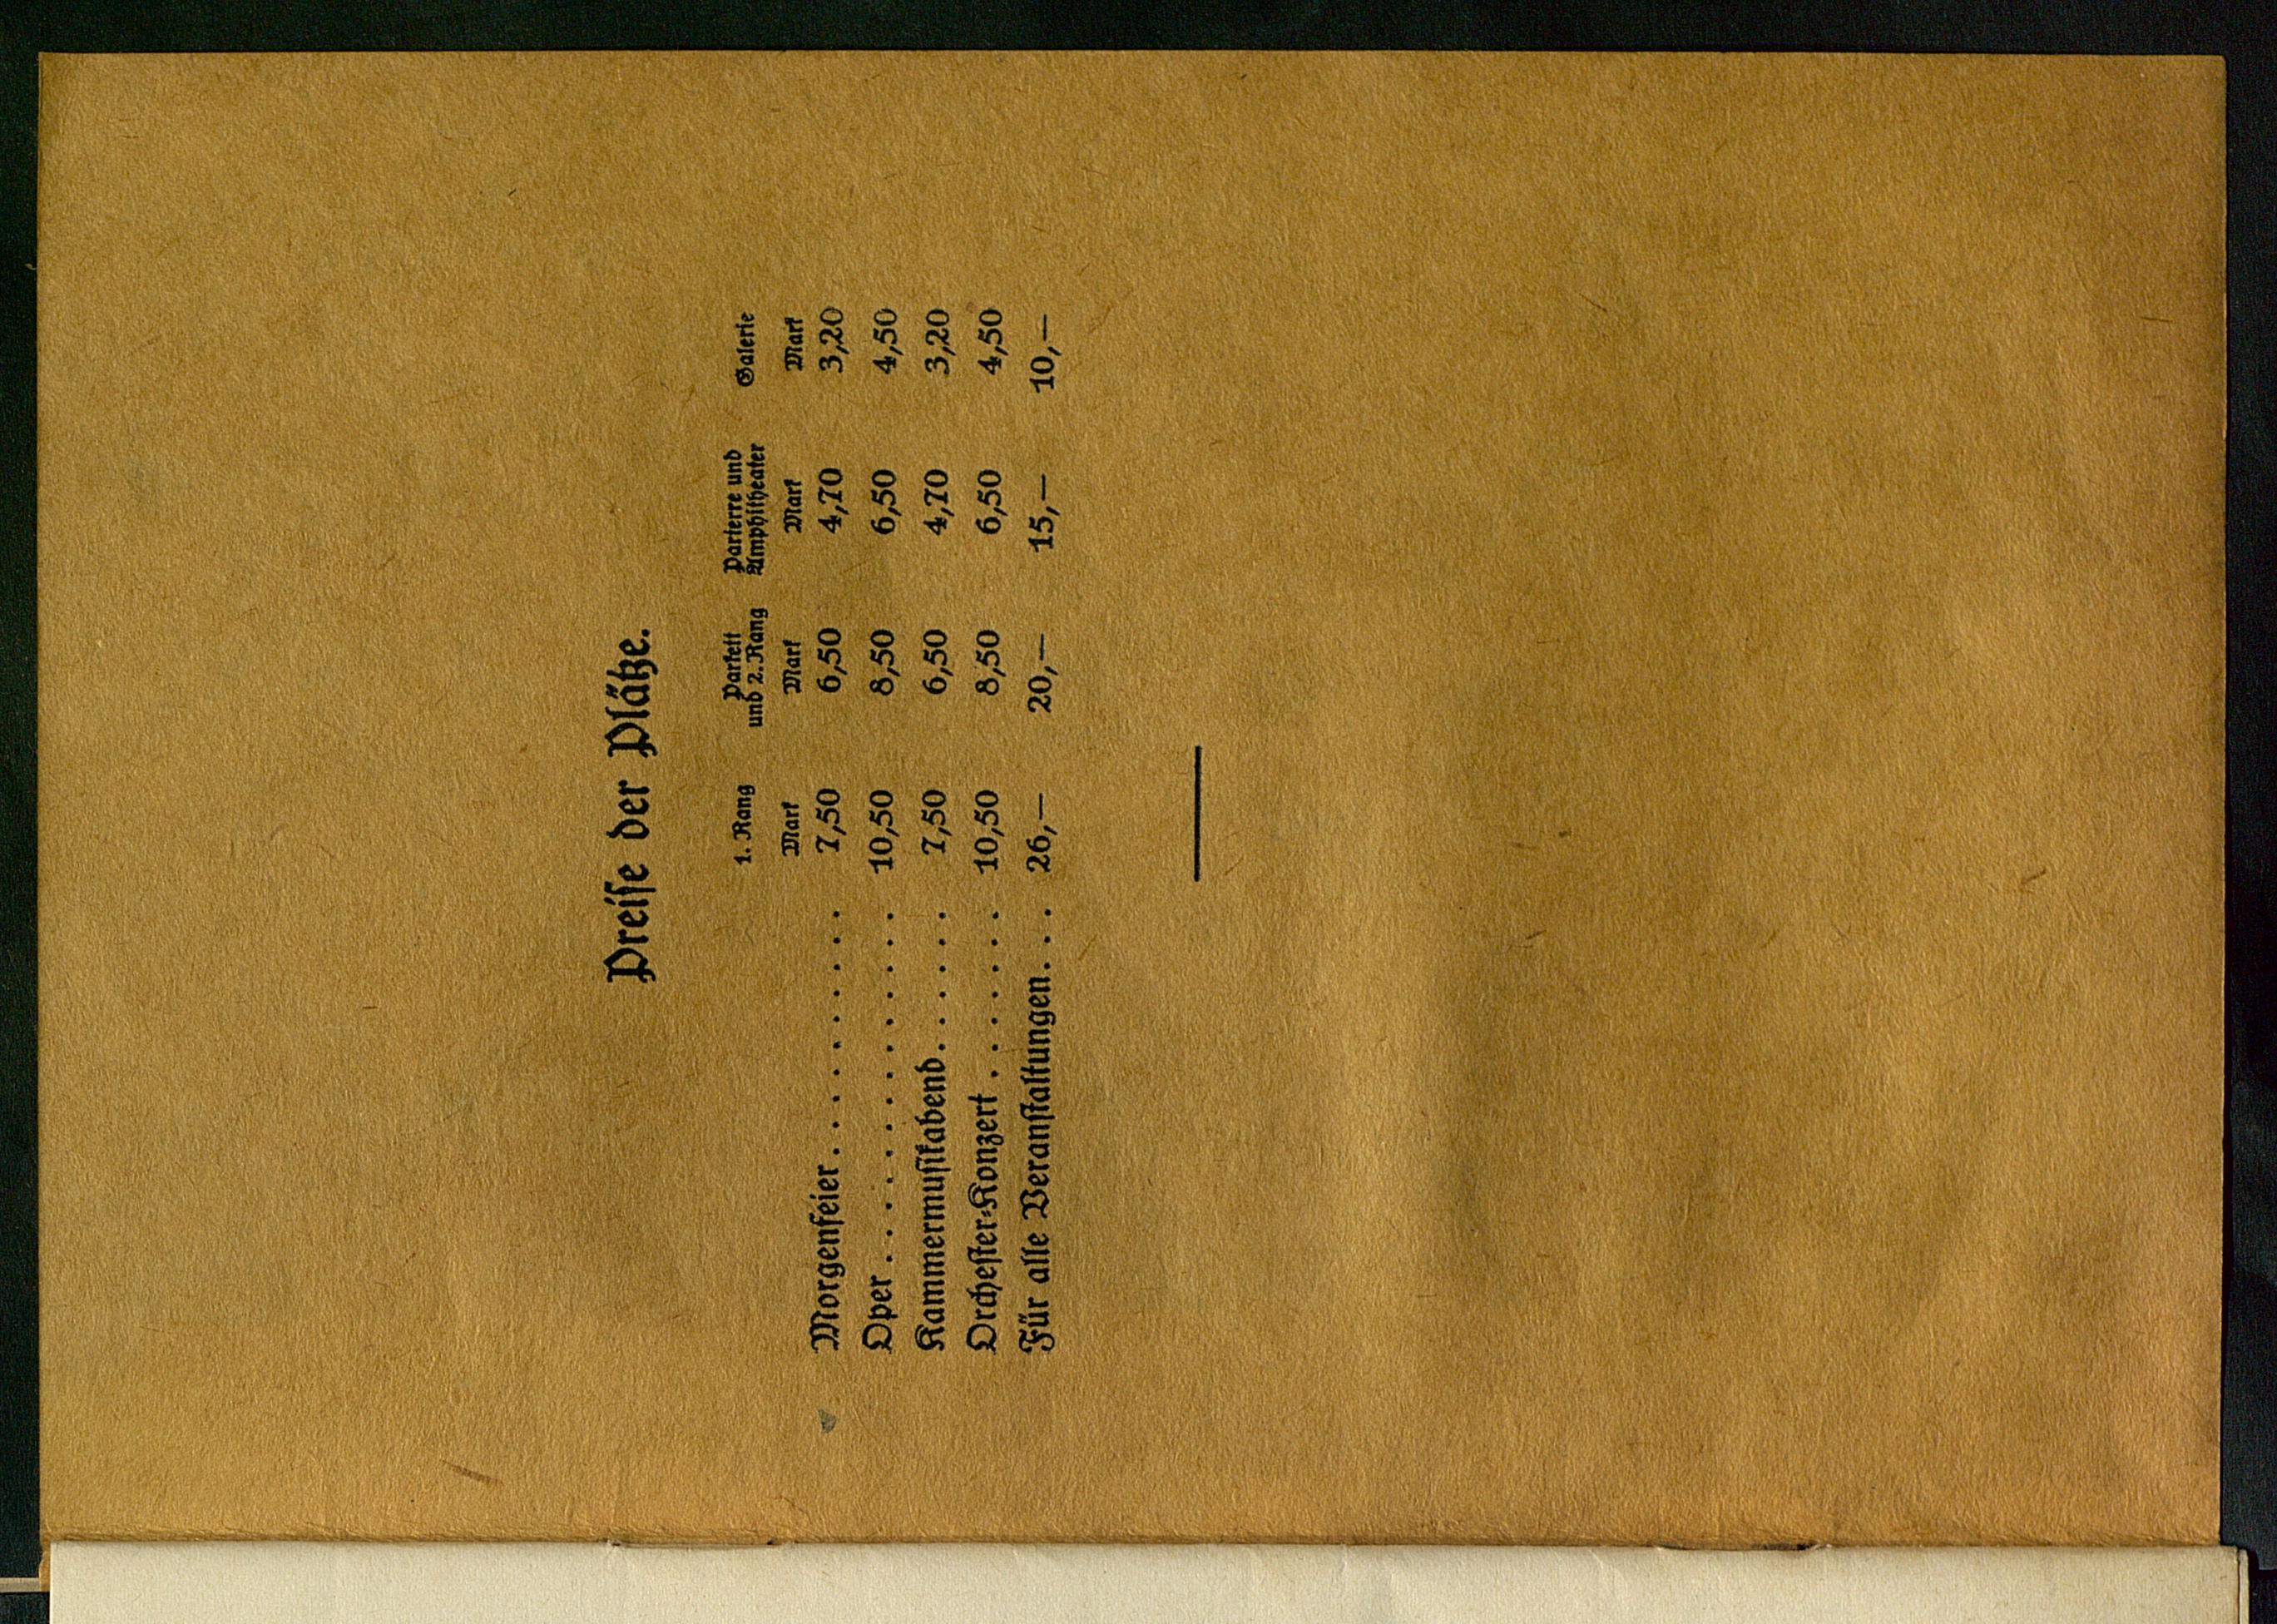 Preise der Plätze.
1. Rang Parkett Parterre und Galerie
und 2. Rang Amphitheater
Mark Mark Mark Mark
Morgenfeier . . . . . . . . . . 7,50 6,50 4,70 3,20
Oper . . . . . . . . . . . . . . 10,50 8,50 6,50 4,50
Kammermusikabend . . . . . . 7,50 6,50 4,70 3,20
Orchester-Konzert . . . . . . . 10,50 8,50 6,50 4,50
Für alle Veranstaltungen . . . 26,— 20,— 15,— 10,—